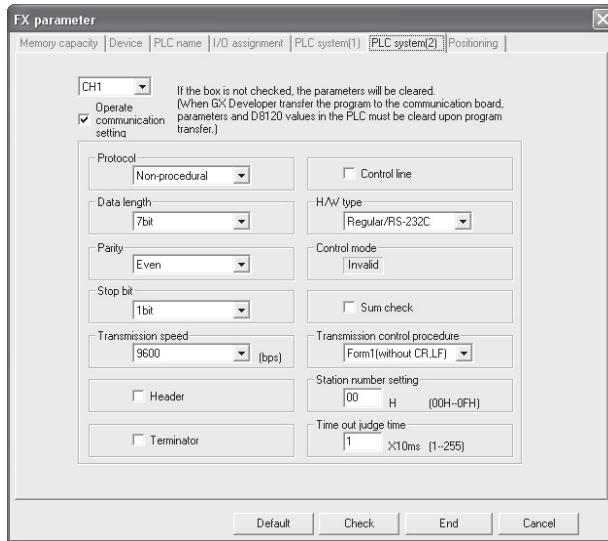 FX parameter
Memory capacity Device PLC name I/O assignment PLC system(1) PLC system(2) Positioning
CH1
If the box is not checked, the parameters will be cleared.
(When GX Developer transfer the program to the communication board,
parameters and D8120 values in the PLC must be cleard upon program
transfer.)
Operate
communication
setting
Protocol
Non-procedural
Control line
Data length
7bit
H/W type
Regular/RS-232C
Parity
Even
Control mode
Invalid
Stop bit
1bit
Sum check
Transmission speed
9600 (bps)
Transmission control procedure
Form1(without CR,LF)
Header
Station number setting
00 H (00H--0FH)
Terminator
Time out judge time
1 X10ms (1--255)
Default Check End Cancel